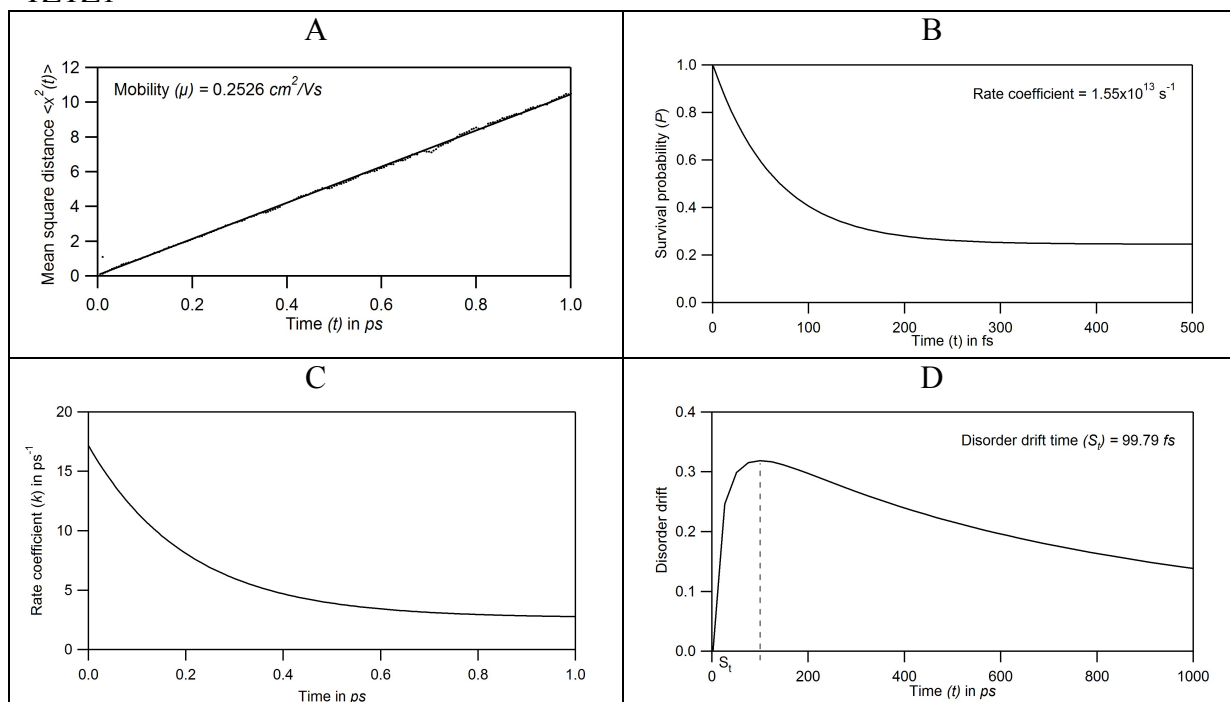 A
Mobility (μ) = 0.2526 cm²/Vs
Mean square distance <x²(t)>
12
10
8
6
4
2
0
0.0 0.2 0.4 0.6 0.8 1.0
Time (t) in ps
B
Rate coefficient = 1.55x10¹³ s⁻¹
Survival probability (P)
1.0
0.8
0.6
0.4
0.2
0.0
0 100 200 300 400 500
Time (t) in fs
C
Rate coefficient (k) in ps⁻¹
20
15
10
5
0
0.0 0.2 0.4 0.6 0.8 1.0
Time in ps
D
Disorder drift time (Sₜ) = 99.79 fs
Disorder drift
0.4
0.3
0.2
0.1
0.0
Sₜ
0 200 400 600 800 1000
Time (t) in ps